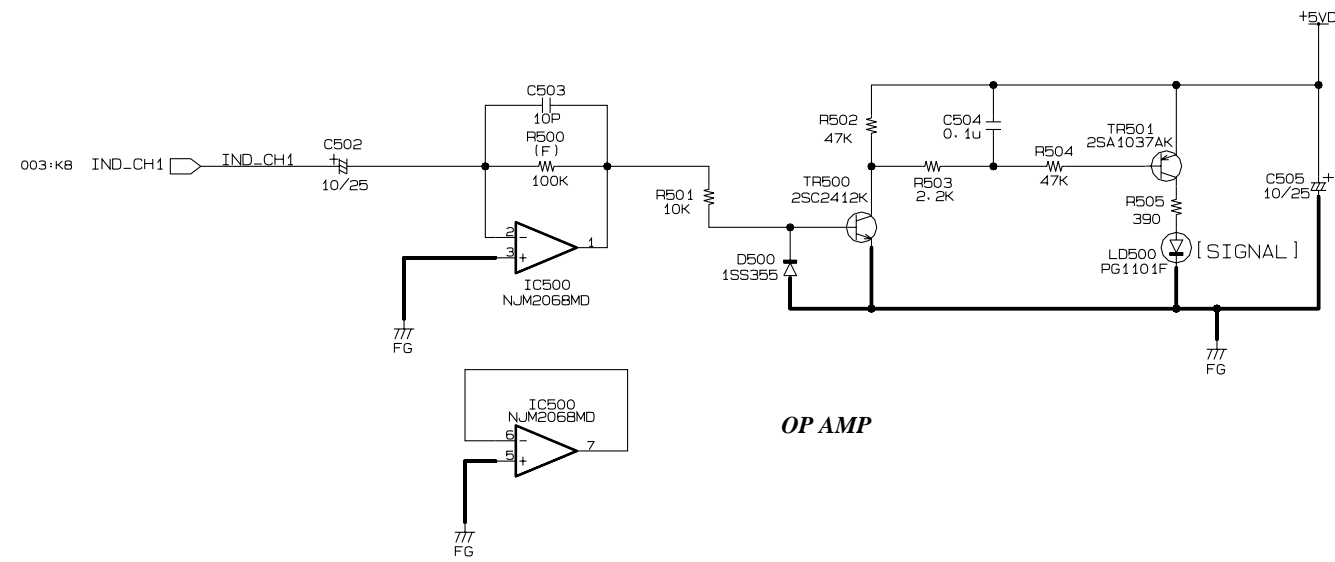 +5VD
C503
10P
R500
(F)
100K
C502
+
10/25
003:K8 IND_CH1 IND_CH1
2 -
3 +
1
IC500
NJM2068MD
FG
R501
10K
D500
1SS355
R502
47K
TR500
2SC2412K
C504
0.1u
R503
2.2K
R504
47K
TR501
2SA1037AK
R505
390
LD500
PG1101F
[SIGNAL]
C505
10/25
+
FG
IC500
NJM2068MD
6 -
5 +
7
FG
OP AMP